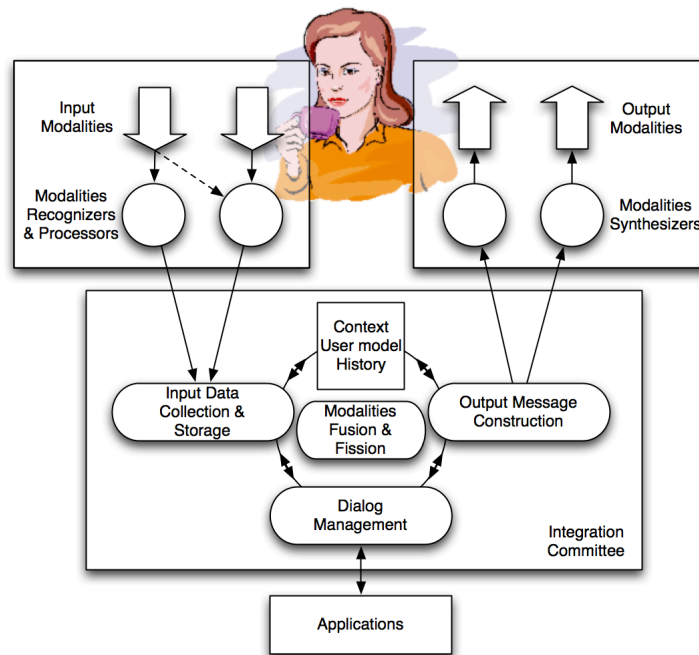 Input
Modalities
Modalities
Recognizers
& Processors
Output
Modalities
Modalities
Synthesizers
Context
User model
History
Input Data
Collection &
Storage
Modalities
Fusion &
Fission
Output Message
Construction
Dialog
Management
Integration
Committee
Applications